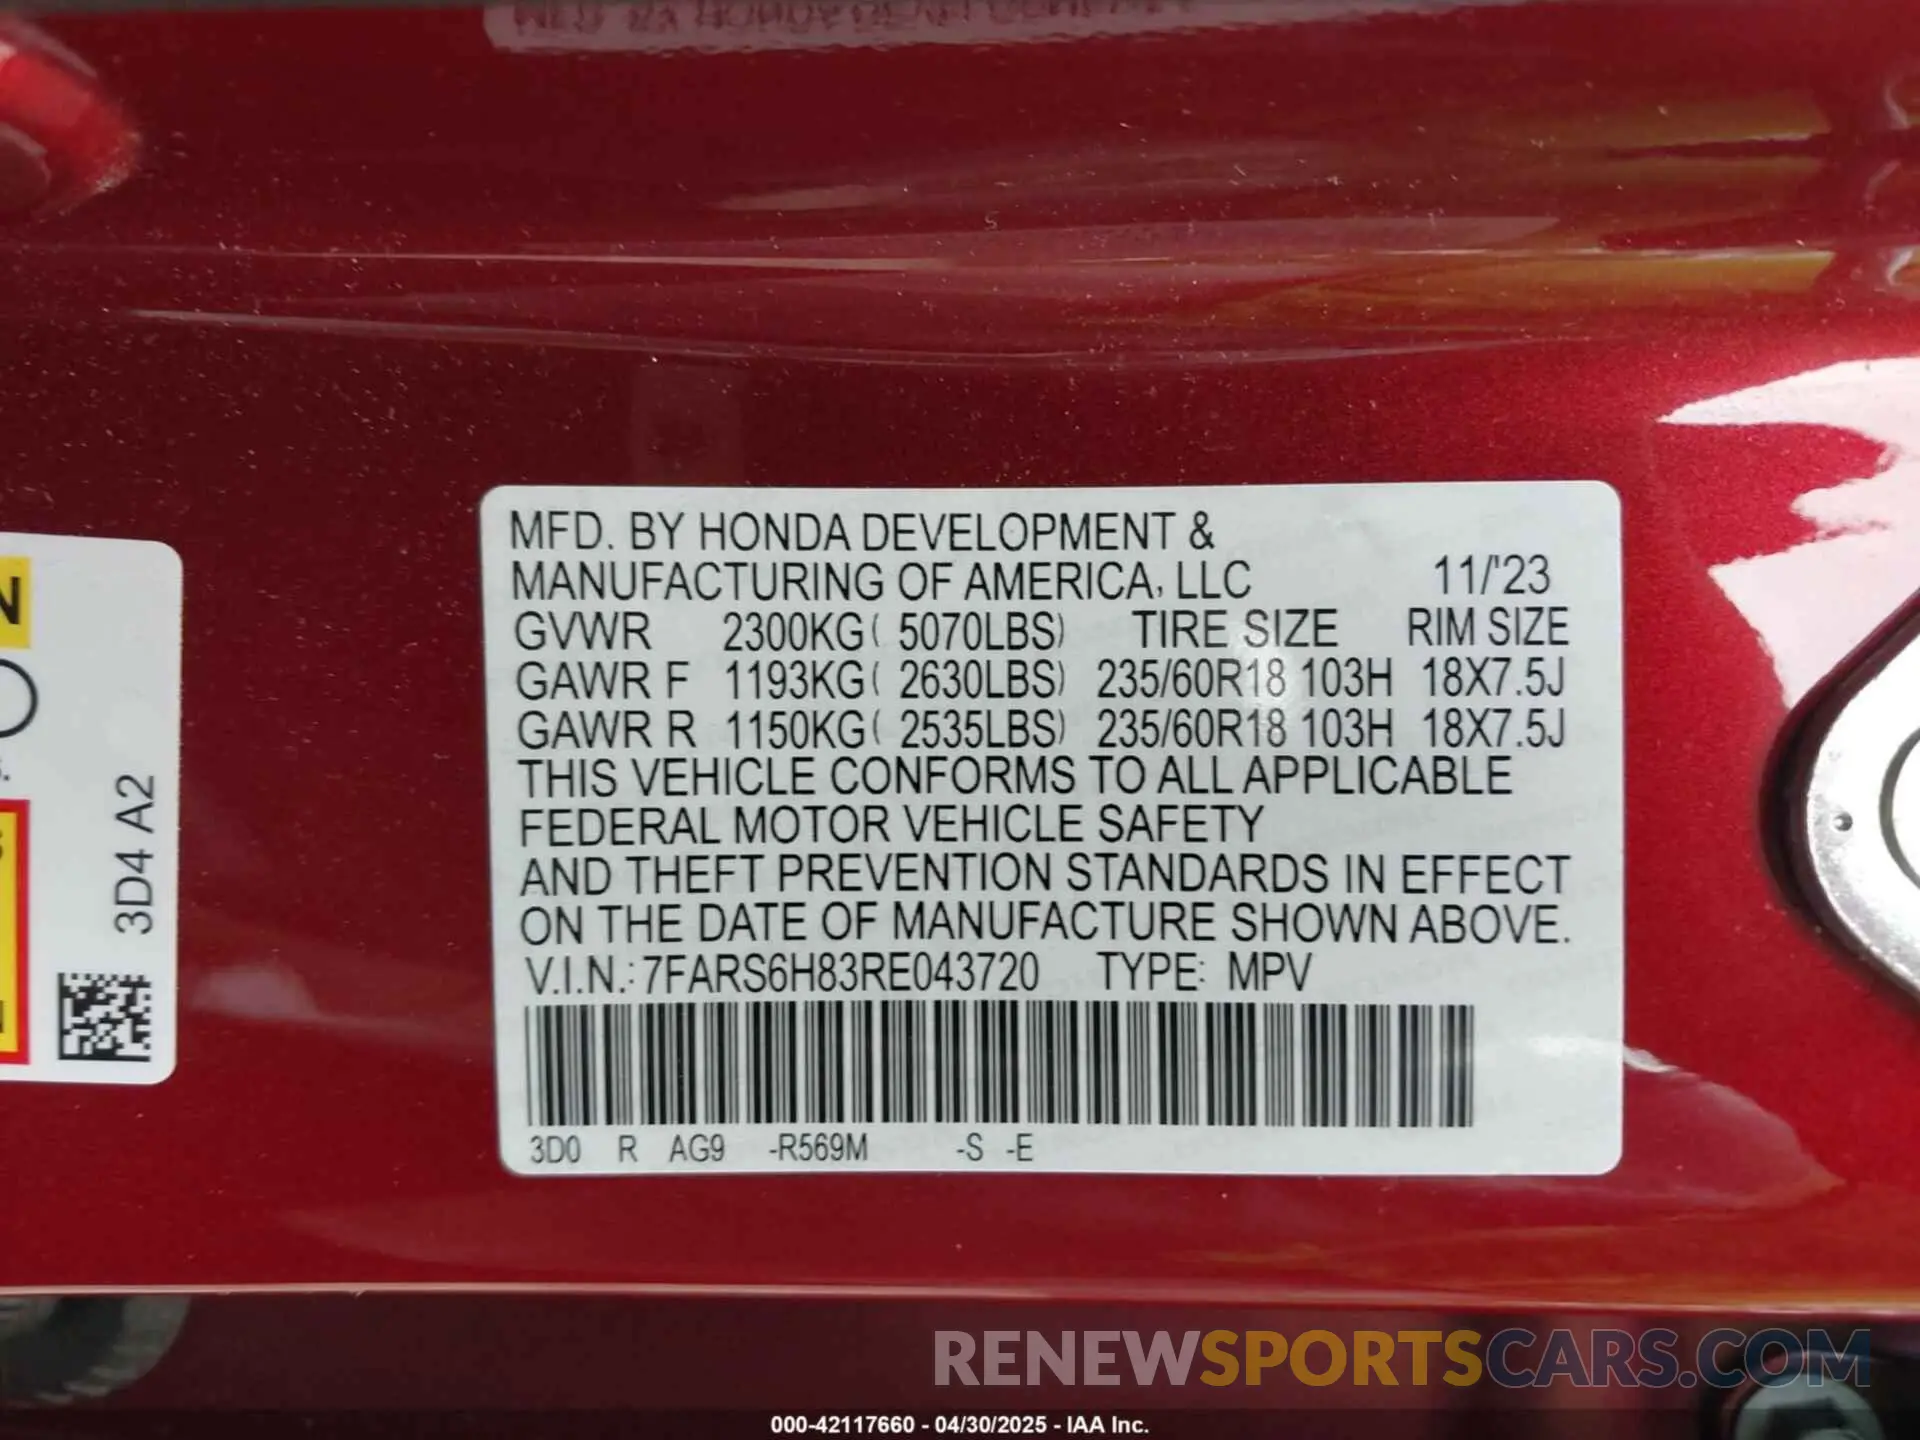 MFD. BY HONDA DEVELOPMENT &
MANUFACTURING OF AMERICA, LLC 11/'23
GVWR 2300KG( 5070LBS) TIRE SIZE RIM SIZE
GAWR F 1193KG( 2630LBS) 235/60R18 103H 18X7.5J
GAWR R 1150KG( 2535LBS) 235/60R18 103H 18X7.5J
THIS VEHICLE CONFORMS TO ALL APPLICABLE
FEDERAL MOTOR VEHICLE SAFETY
AND THEFT PREVENTION STANDARDS IN EFFECT
ON THE DATE OF MANUFACTURE SHOWN ABOVE.
V.I.N.: 7FARS6H83RE043720 TYPE: MPV
3D0 R AG9 -R569M -S -E
3D4 A2
N
RENEWSPORTSCARS.COM
000-42117660 - 04/30/2025 - IAA Inc.